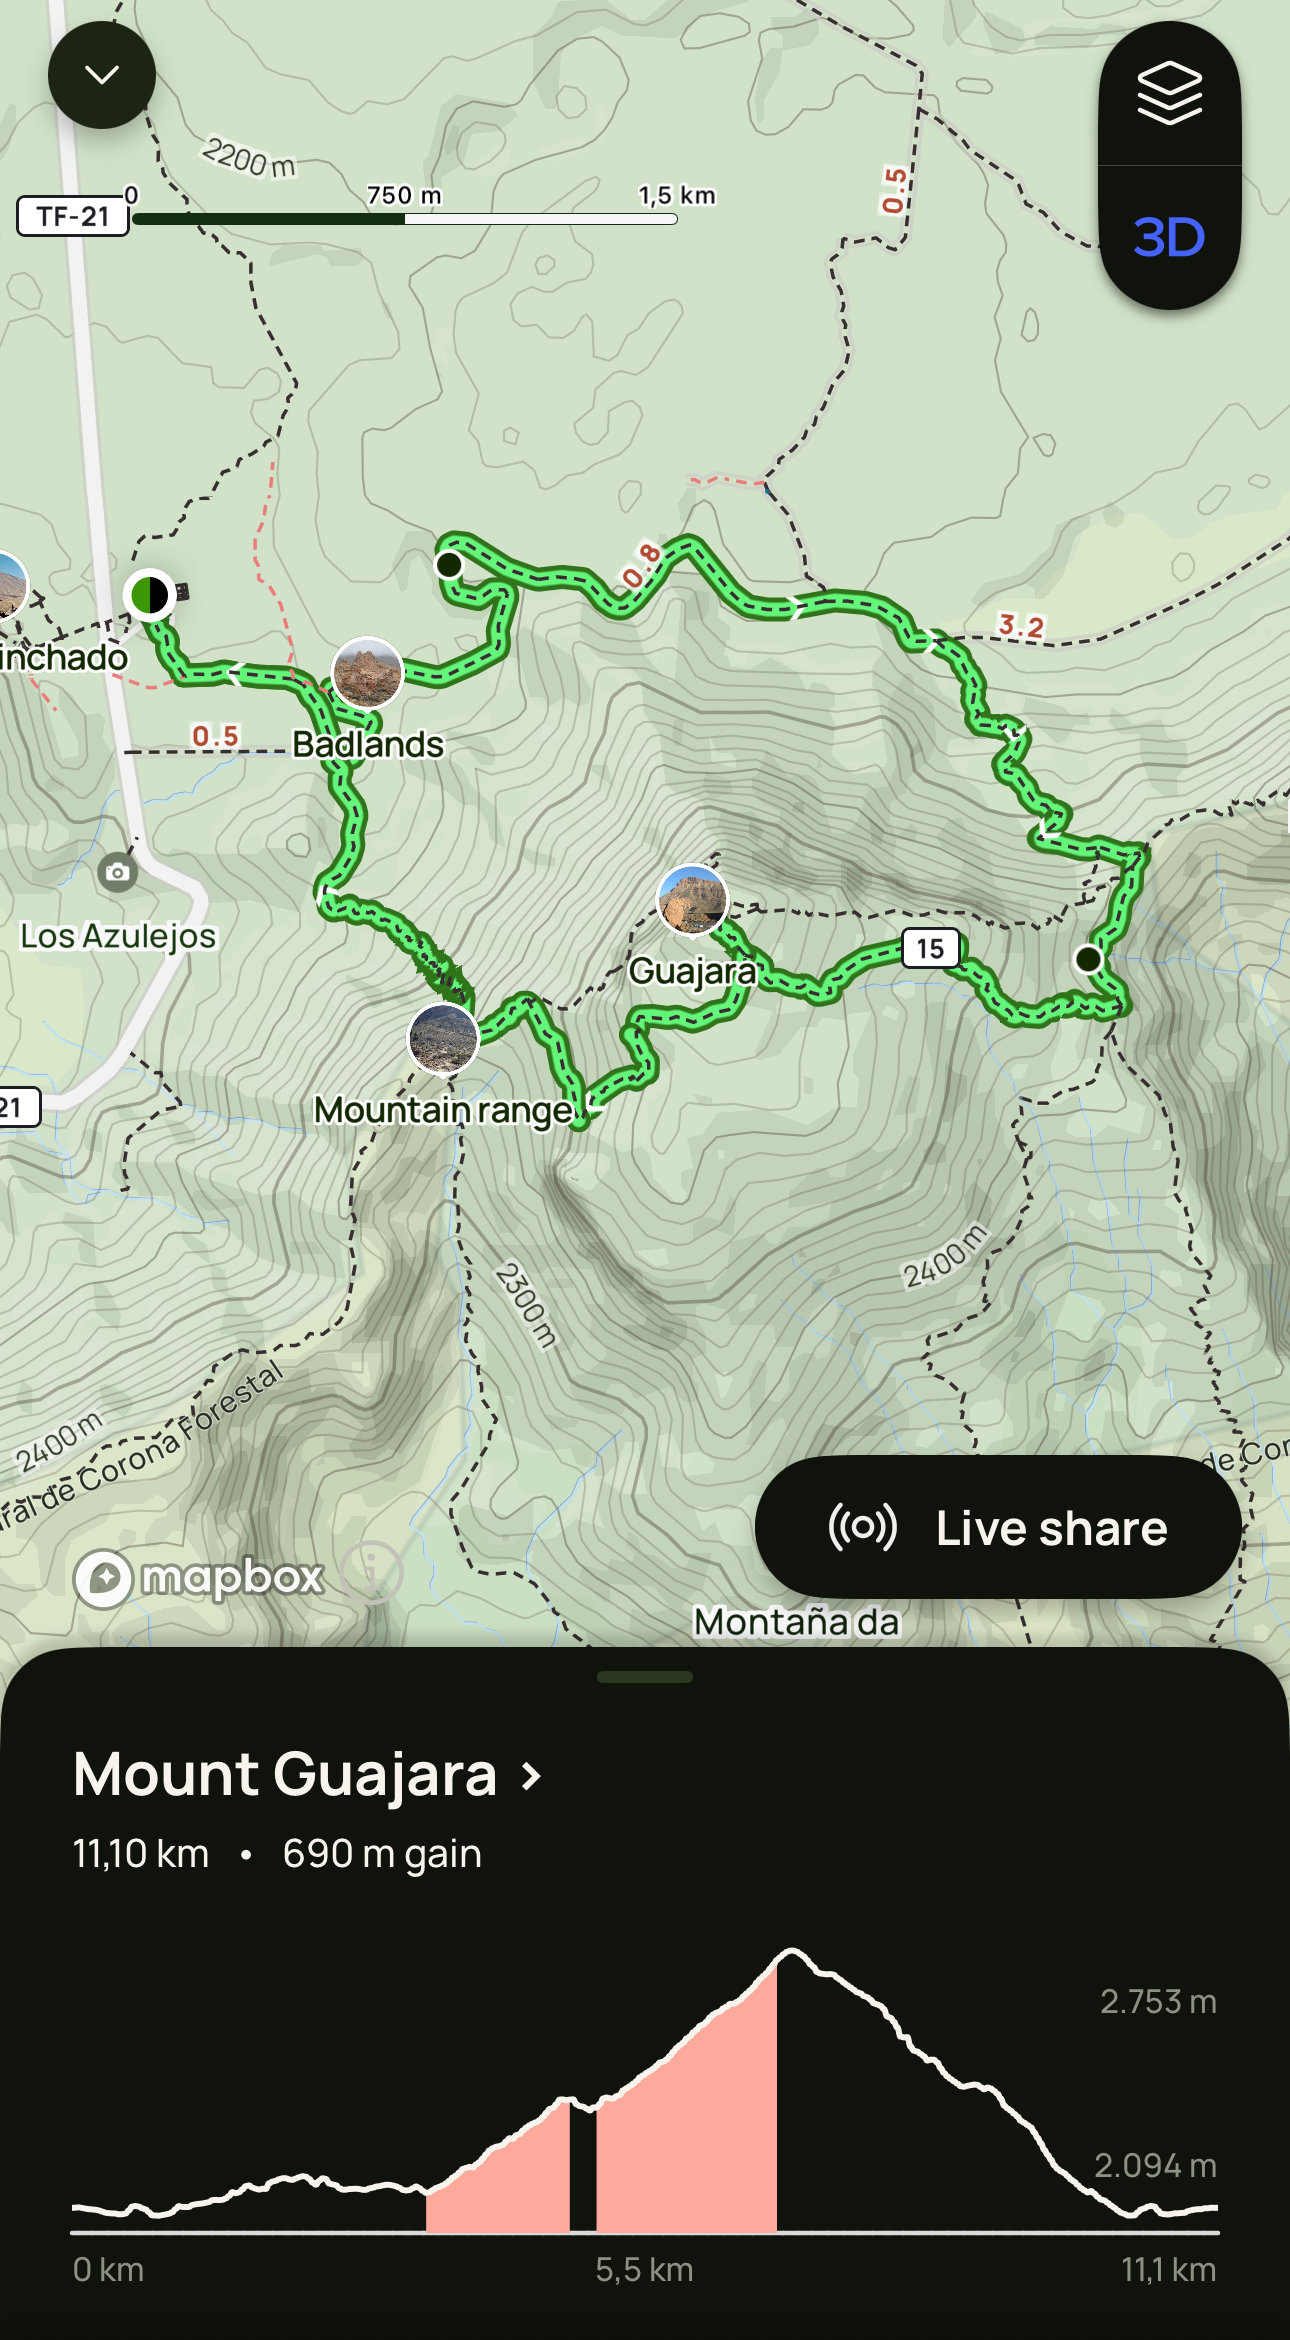 2200 m
0 750 m 1,5 km
TF-21
0.5
3D
0.8
3.2
inchado
0.5
Badlands
Los Azulejos
15
Guajara
21
Mountain range
2400 m
2300 m
2400 m
ral de Corona Forestal
de Cor
Live share
mapbox
Montaña da
Mount Guajara
11,10 km • 690 m gain
2.753 m
2.094 m
0 km 5,5 km 11,1 km